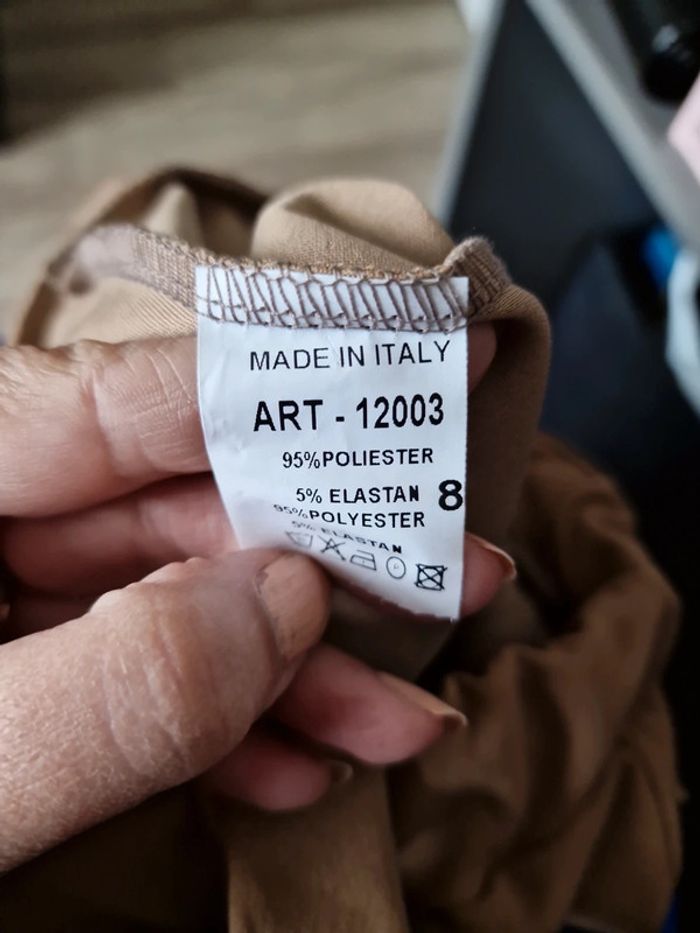 MADE IN ITALY
ART - 12003
95%POLIESTER
5% ELASTAN 8
95%POLYESTER
5% ELASTAN